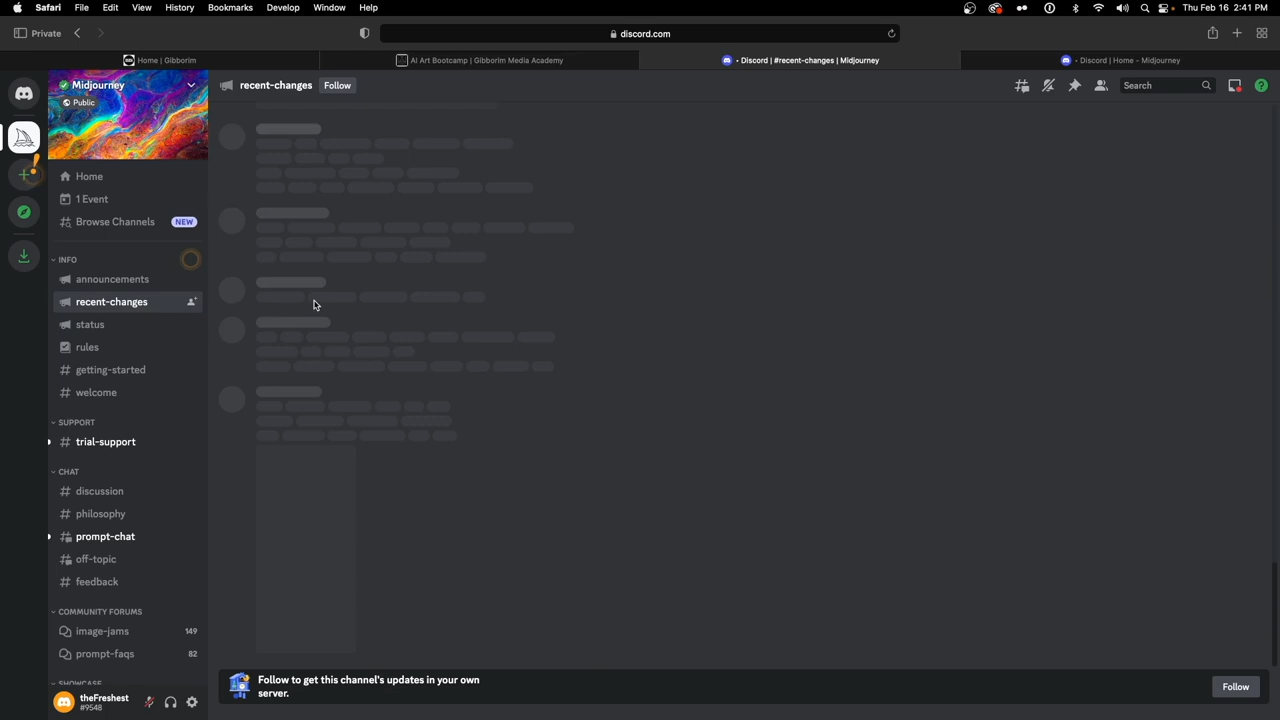 Safari File Edit View History Bookmarks Develop Window Help Thu Feb 16 2:41 PM
Private discord.com
Home | Gibborim AI Art Bootcamp | Gibborim Media Academy • Discord | #recent-changes | Midjourney • Discord | Home - Midjourney
Midjourney
Public
recent-changes Follow Search
Home
1 Event
Browse Channels NEW
INFO
announcements
recent-changes
status
rules
getting-started
welcome
SUPPORT
trial-support
CHAT
discussion
philosophy
prompt-chat
off-topic
feedback
COMMUNITY FORUMS
image-jams 149
prompt-faqs 82
SHOWCASE
theFreshest
#9548
Follow to get this channel's updates in your own
server.
Follow